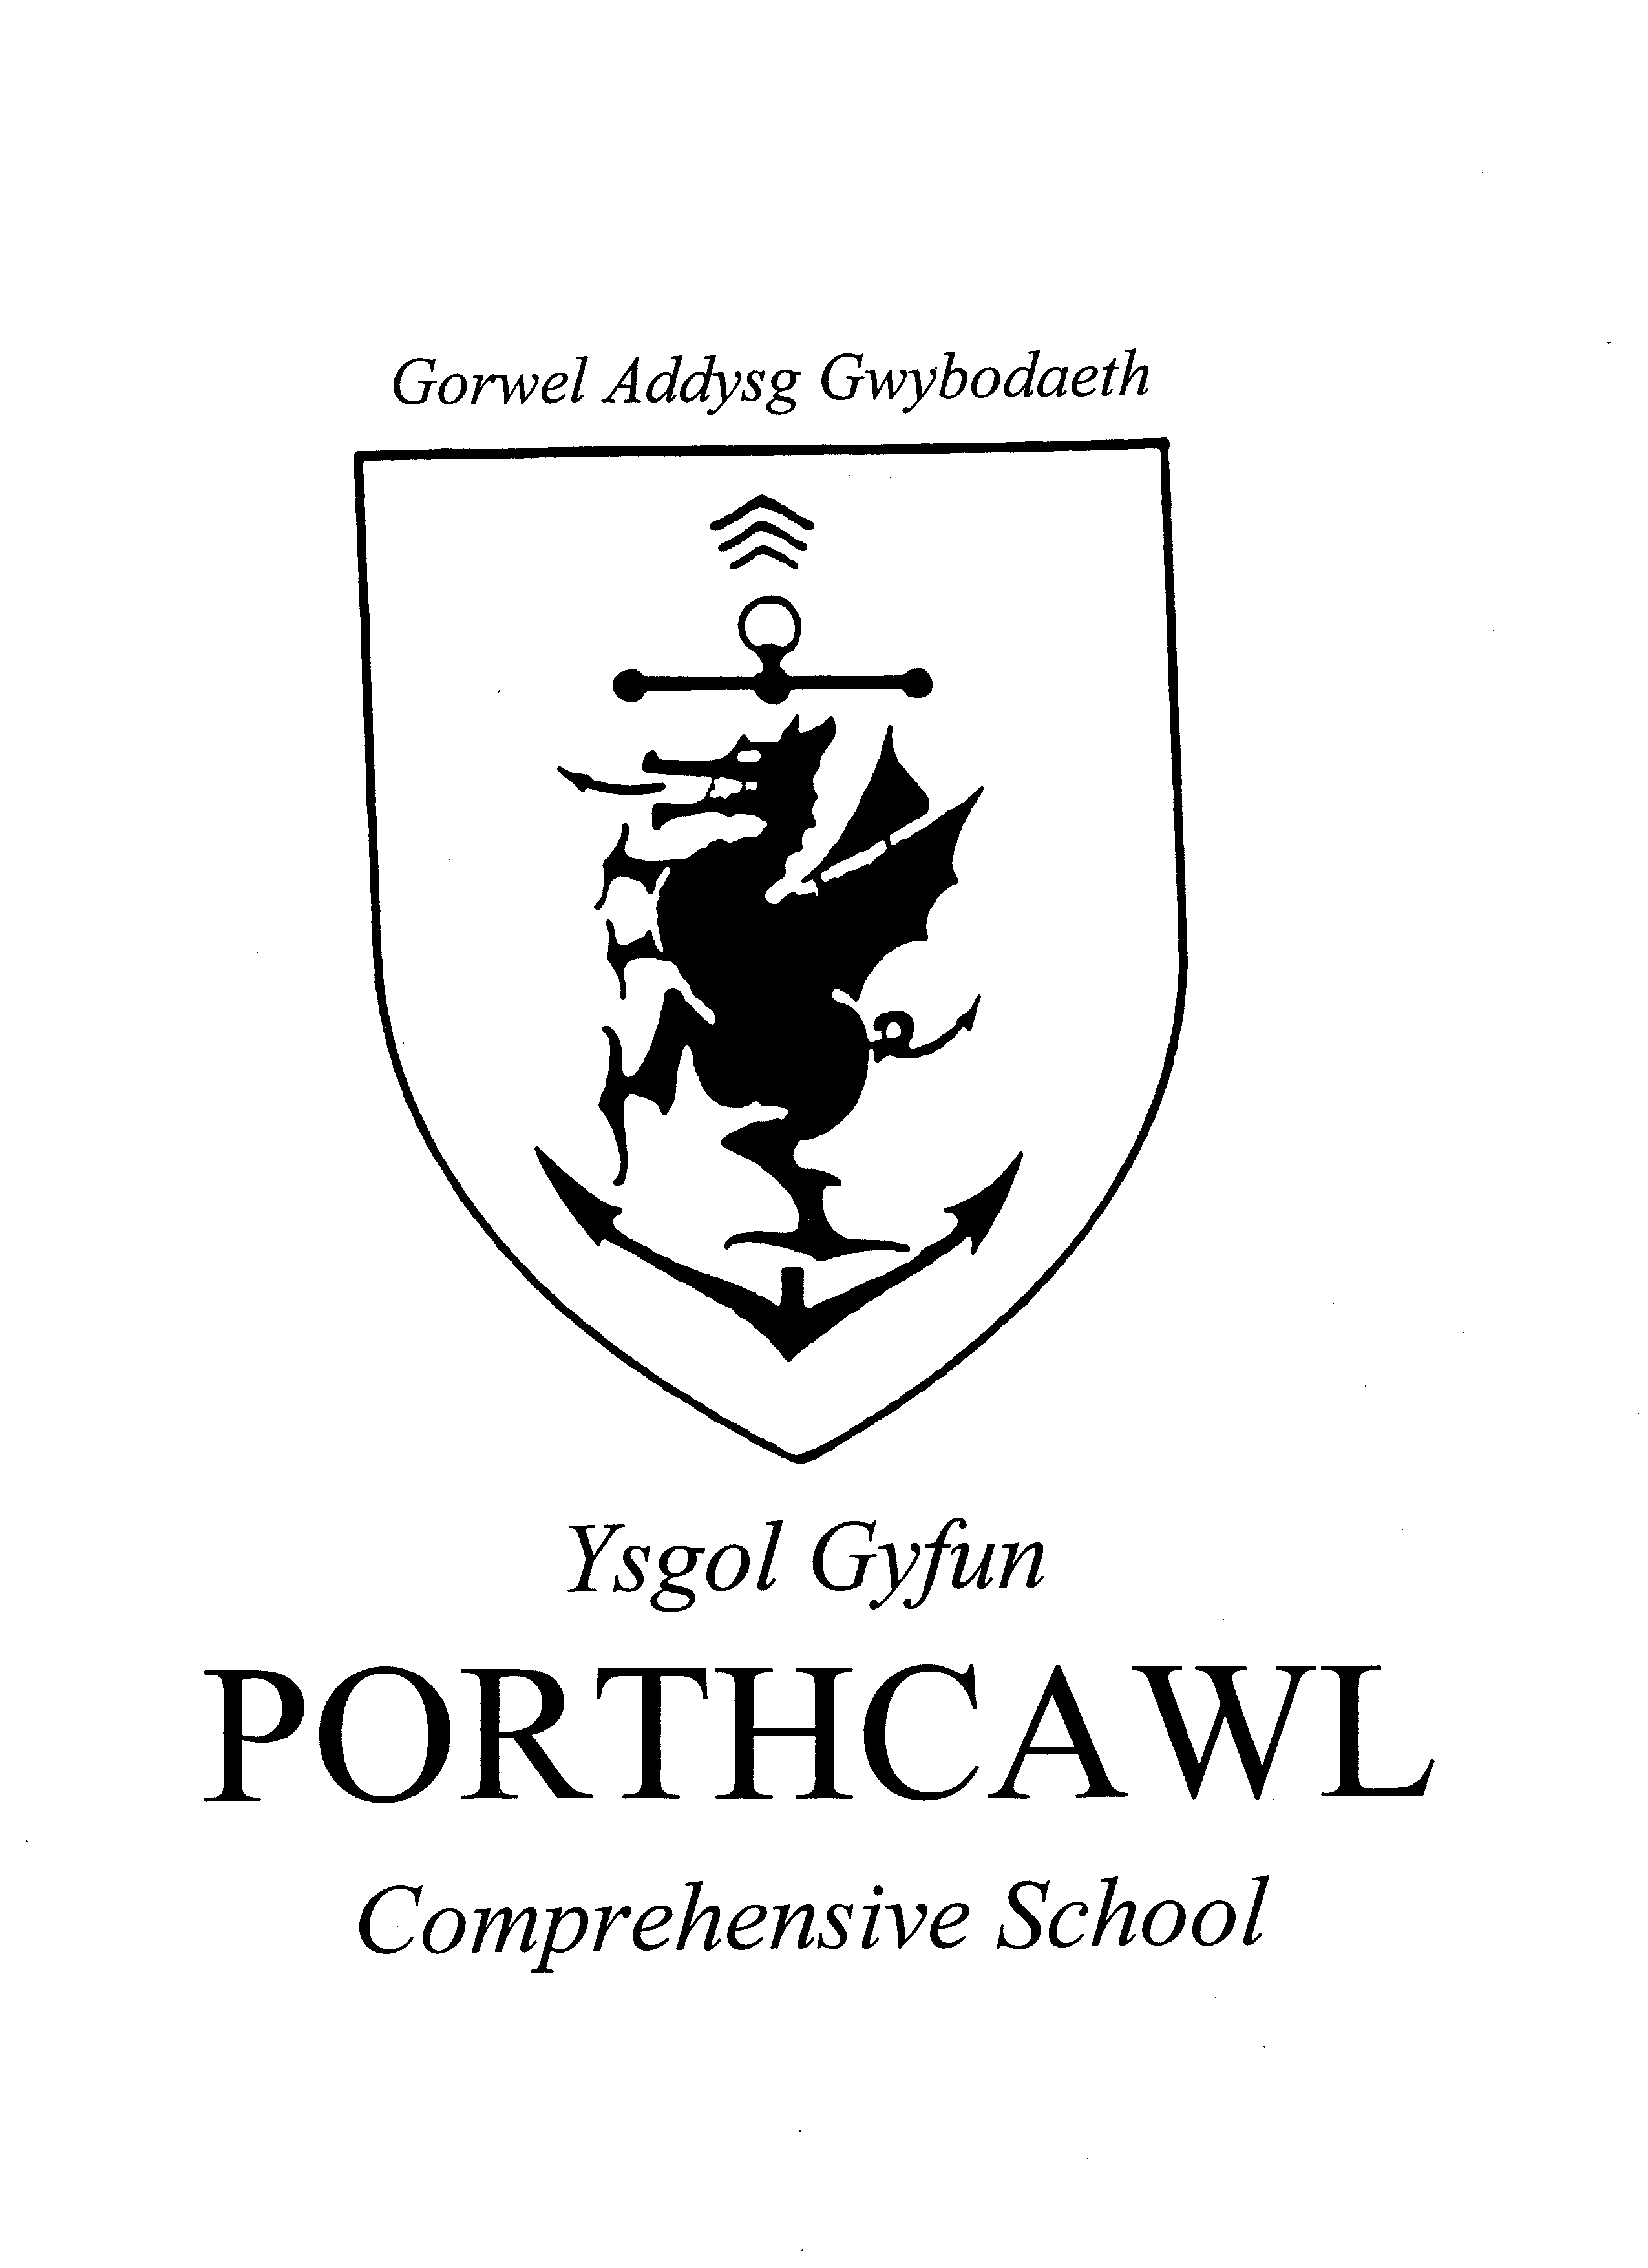 Gorwel Addysg Gwybodaeth
Ysgol Gyfun
PORTHCAWL
Comprehensive School